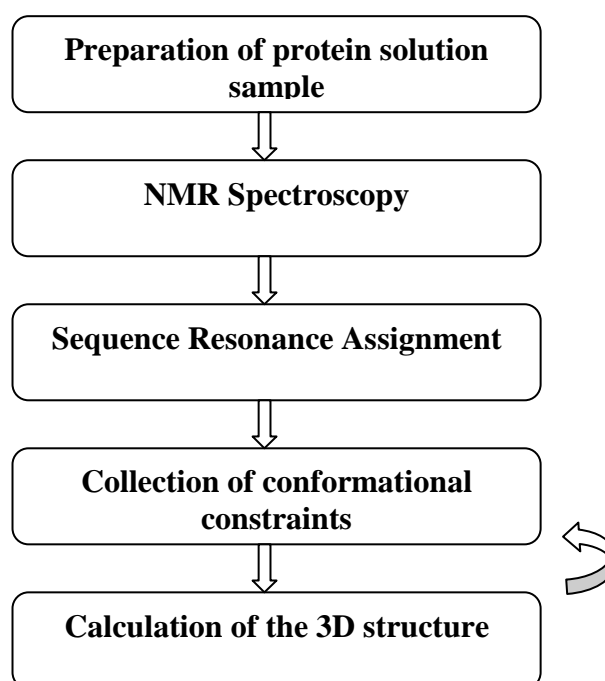 Preparation of protein solution
sample
NMR Spectroscopy
Sequence Resonance Assignment
Collection of conformational
constraints
Calculation of the 3D structure